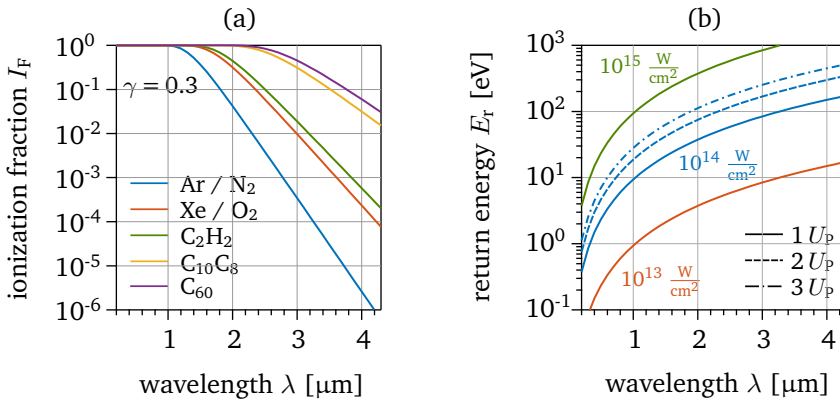 (a)
ionization fraction I_F
10^0
10^-1
10^-2
10^-3
10^-4
10^-5
10^-6
γ = 0.3
Ar / N₂
Xe / O₂
C₂H₂
C₁₀C₈
C₆₀
1 2 3 4
wavelength λ [μm]
(b)
return energy E_r [eV]
10^3
10^2
10^1
10^0
10^-1
10^15 W/cm²
10^14 W/cm²
10^13 W/cm²
1 U_P
2 U_P
3 U_P
1 2 3 4
wavelength λ [μm]